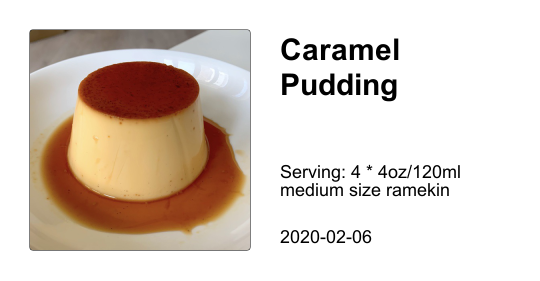 Caramel
Pudding
Serving: 4 * 4oz/120ml
medium size ramekin
2020-02-06